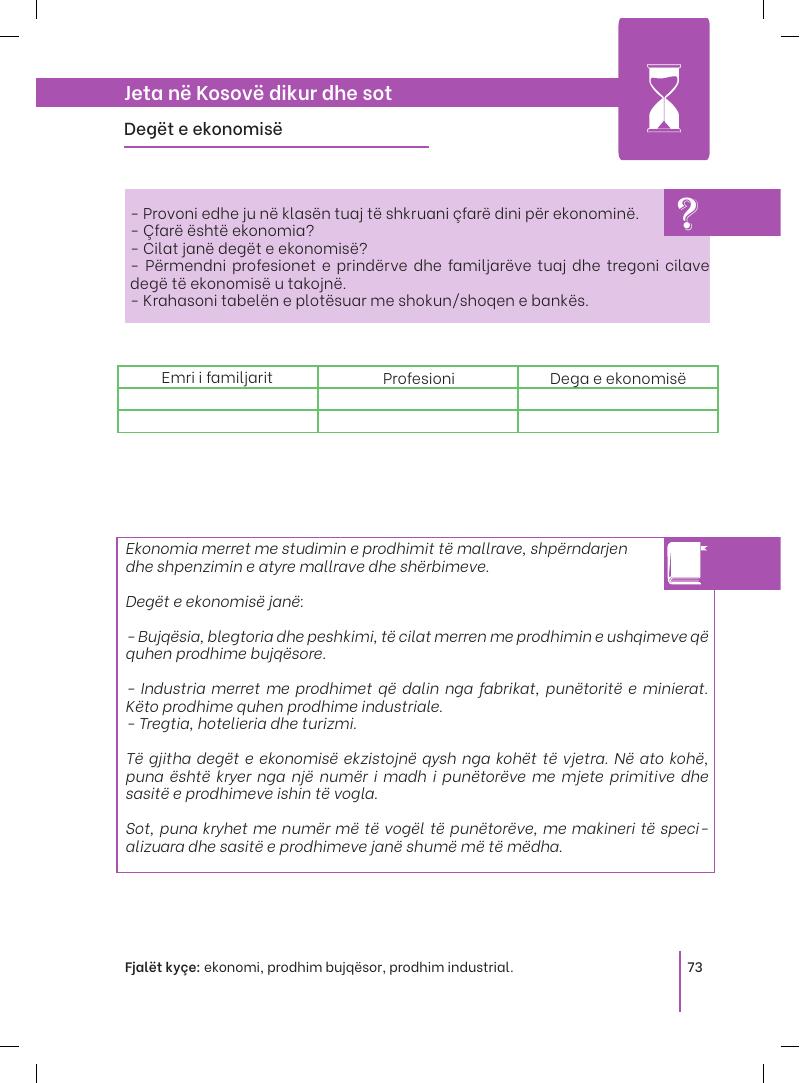 Jeta në Kosovë dikur dhe sot
Degët e ekonomisë
- Provoni edhe ju në klasën tuaj të shkruani çfarë dini për ekonominë.
- Çfarë është ekonomia?
- Cilat janë degët e ekonomisë?
- Përmendni profesionet e prindërve dhe familjarëve tuaj dhe tregoni cilave
degë të ekonomisë u takojnë.
- Krahasoni tabelën e plotësuar me shokun/shoqen e bankës.
?
Emri i familjarit Profesioni Dega e ekonomisë
Ekonomia merret me studimin e prodhimit të mallrave, shpërndarjen
dhe shpenzimin e atyre mallrave dhe shërbimeve.
Degët e ekonomisë janë:
- Bujqësia, blegtoria dhe peshkimi, të cilat merren me prodhimin e ushqimeve që
quhen prodhime bujqësore.
- Industria merret me prodhimet që dalin nga fabrikat, punëtoritë e minierat.
Këto prodhime quhen prodhime industriale.
- Tregtia, hotelieria dhe turizmi.
Të gjitha degët e ekonomisë ekzistojnë qysh nga kohët të vjetra. Në ato kohë,
puna është kryer nga një numër i madh i punëtorëve me mjete primitive dhe
sasitë e prodhimeve ishin të vogla.
Sot, puna kryhet me numër më të vogël të punëtorëve, me makineri të speci-
alizuara dhe sasitë e prodhimeve janë shumë më të mëdha.
Fjalët kyçe: ekonomi, prodhim bujqësor, prodhim industrial.
73